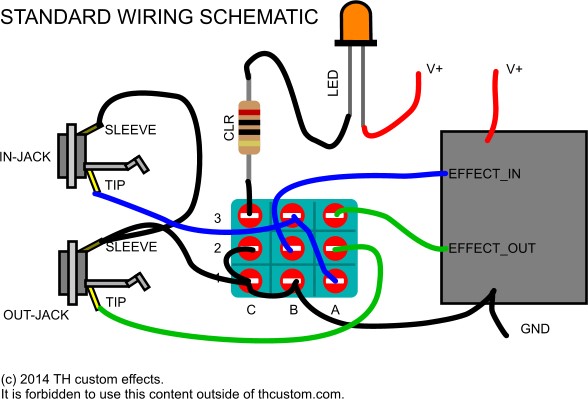 STANDARD WIRING SCHEMATIC
LED
V+
V+
CLR
SLEEVE
IN-JACK
TIP
EFFECT_IN
3
SLEEVE
2
EFFECT_OUT
1
TIP
OUT-JACK
C
B
A
GND
(c) 2014 TH custom effects.
It is forbidden to use this content outside of thcustom.com.